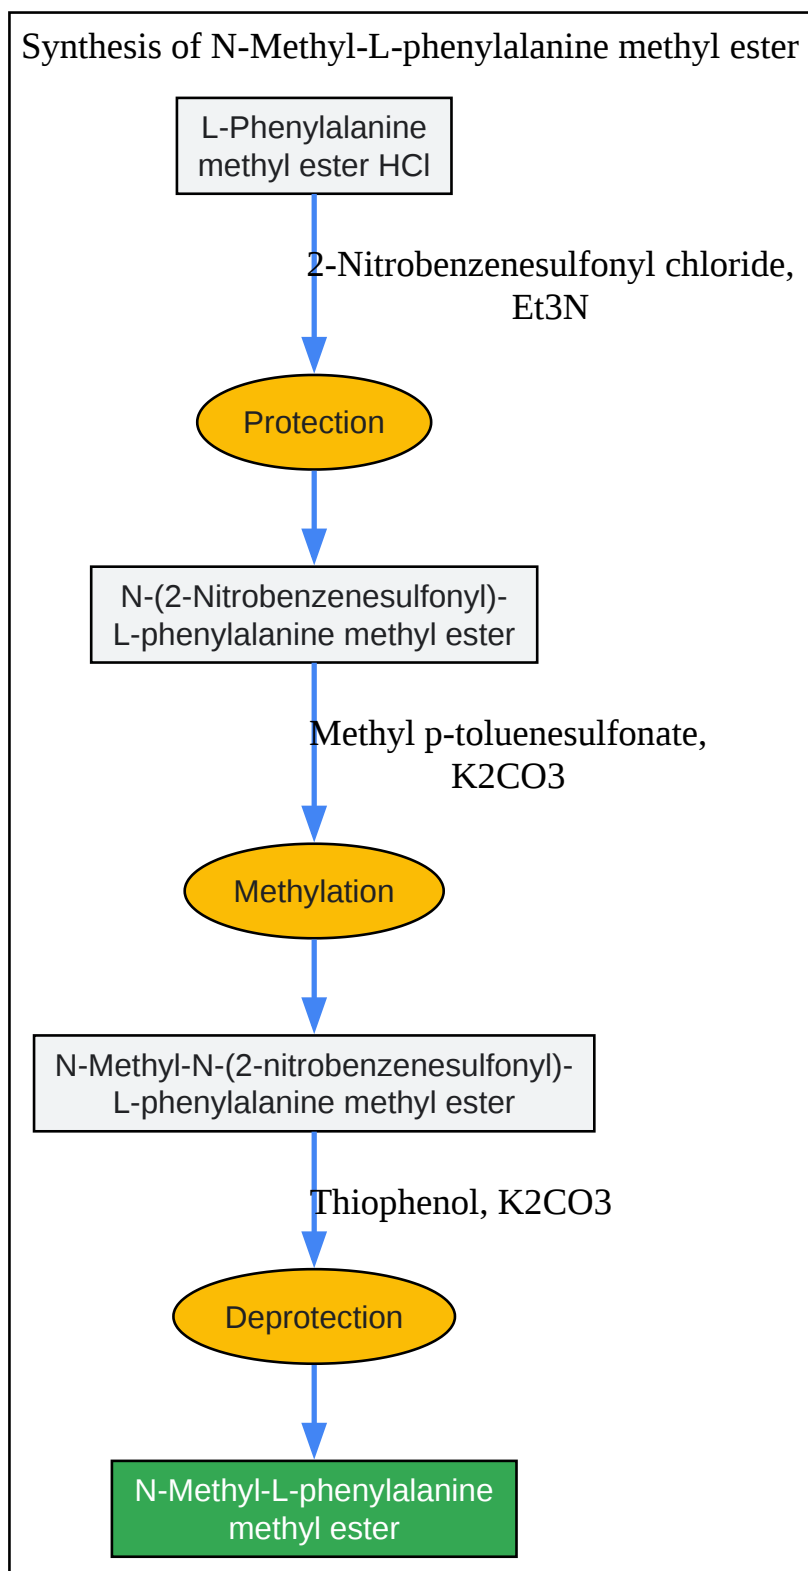 Synthesis of N-Methyl-L-phenylalanine methyl ester
L-Phenylalanine
methyl ester HCl
2-Nitrobenzenesulfonyl chloride,
Et3N
Protection
N-(2-Nitrobenzenesulfonyl)-
L-phenylalanine methyl ester
Methyl p-toluenesulfonate,
K2CO3
Methylation
N-Methyl-N-(2-nitrobenzenesulfonyl)-
L-phenylalanine methyl ester
Thiophenol, K2CO3
Deprotection
N-Methyl-L-phenylalanine
methyl ester